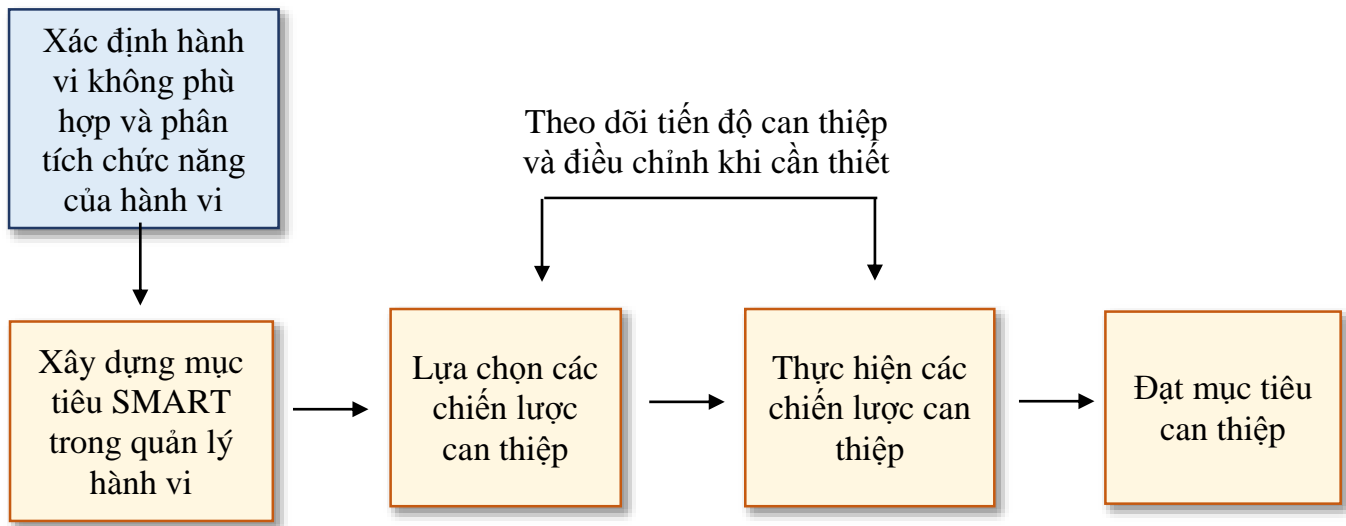 Xác định hành
vi không phù
hợp và phân
tích chức năng
của hành vi
Theo dõi tiến độ can thiệp
và điều chỉnh khi cần thiết
Xây dựng mục
tiêu SMART
trong quản lý
hành vi
Lựa chọn các
chiến lược
can thiệp
Thực hiện các
chiến lược can
thiệp
Đạt mục tiêu
can thiệp